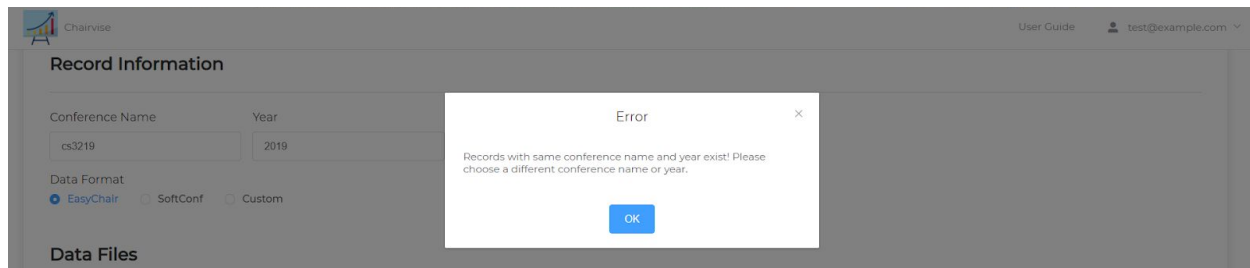 Chairvise
User Guide
test@example.com
Record Information
Conference Name
Year
cs3219
2019
Data Format
EasyChair
SoftConf
Custom
Data Files
Error
Records with same conference name and year exist! Please
choose a different conference name or year.
OK